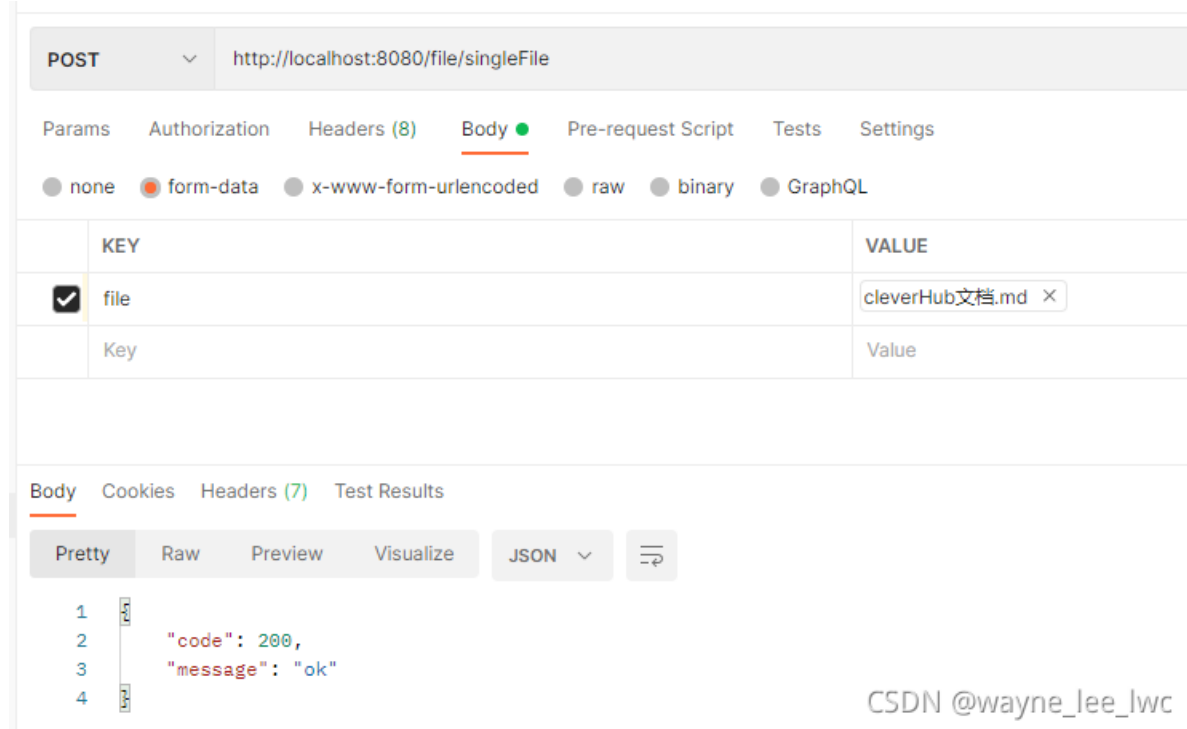 POST http://localhost:8080/file/singleFile
Params Authorization Headers (8) Body Pre-request Script Tests Settings
none form-data x-www-form-urlencoded raw binary GraphQL
KEY VALUE
file cleverHub文档.md
Key Value
Body Cookies Headers (7) Test Results
Pretty Raw Preview Visualize JSON
1 {
2 "code": 200,
3 "message": "ok"
4 }
CSDN @wayne_lee_lwc